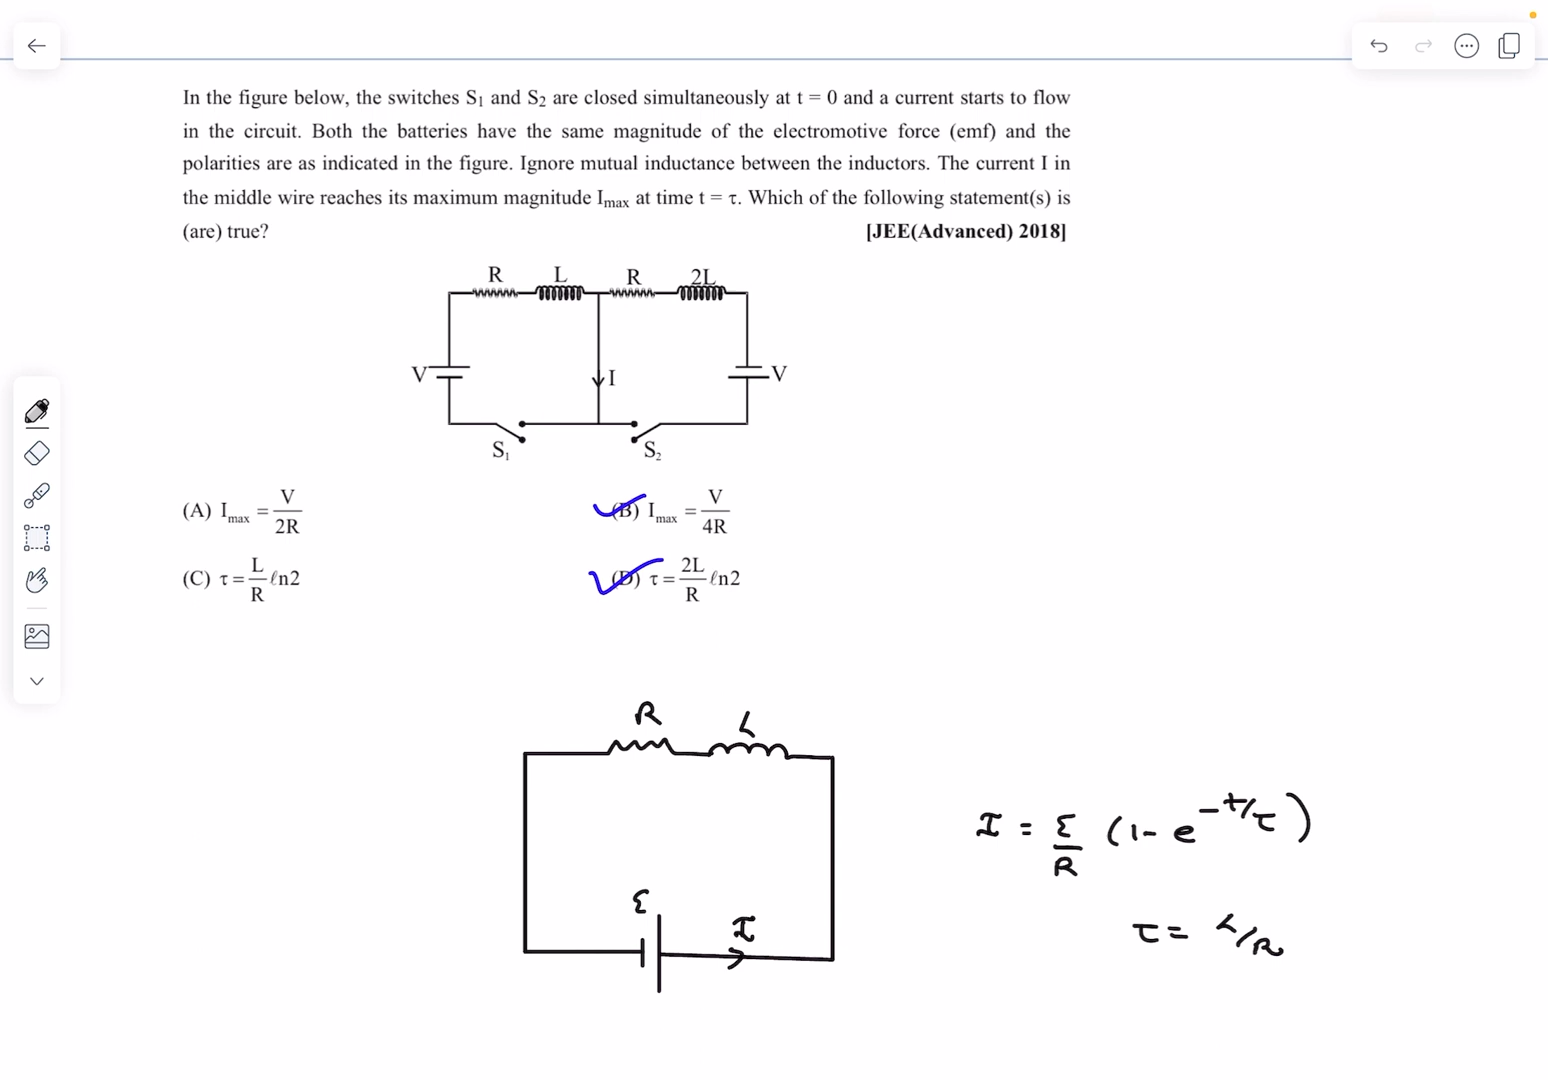 In the figure below, the switches S₁ and S₂ are closed simultaneously at t = 0 and a current starts to flow
in the circuit. Both the batteries have the same magnitude of the electromotive force (emf) and the
polarities are as indicated in the figure. Ignore mutual inductance between the inductors. The current I in
the middle wire reaches its maximum magnitude Iₘₐₓ at time t = τ. Which of the following statement(s) is
(are) true? [JEE(Advanced) 2018]
R L R 2L
V I V
S₁ S₂
(A) Iₘₐₓ = V/2R (B) Iₘₐₓ = V/4R
(C) τ = L/R ℓn2 (D) τ = 2L/R ℓn2
R L
I = ε/R (1 - e^(-t/τ))
ε I
τ = L/R